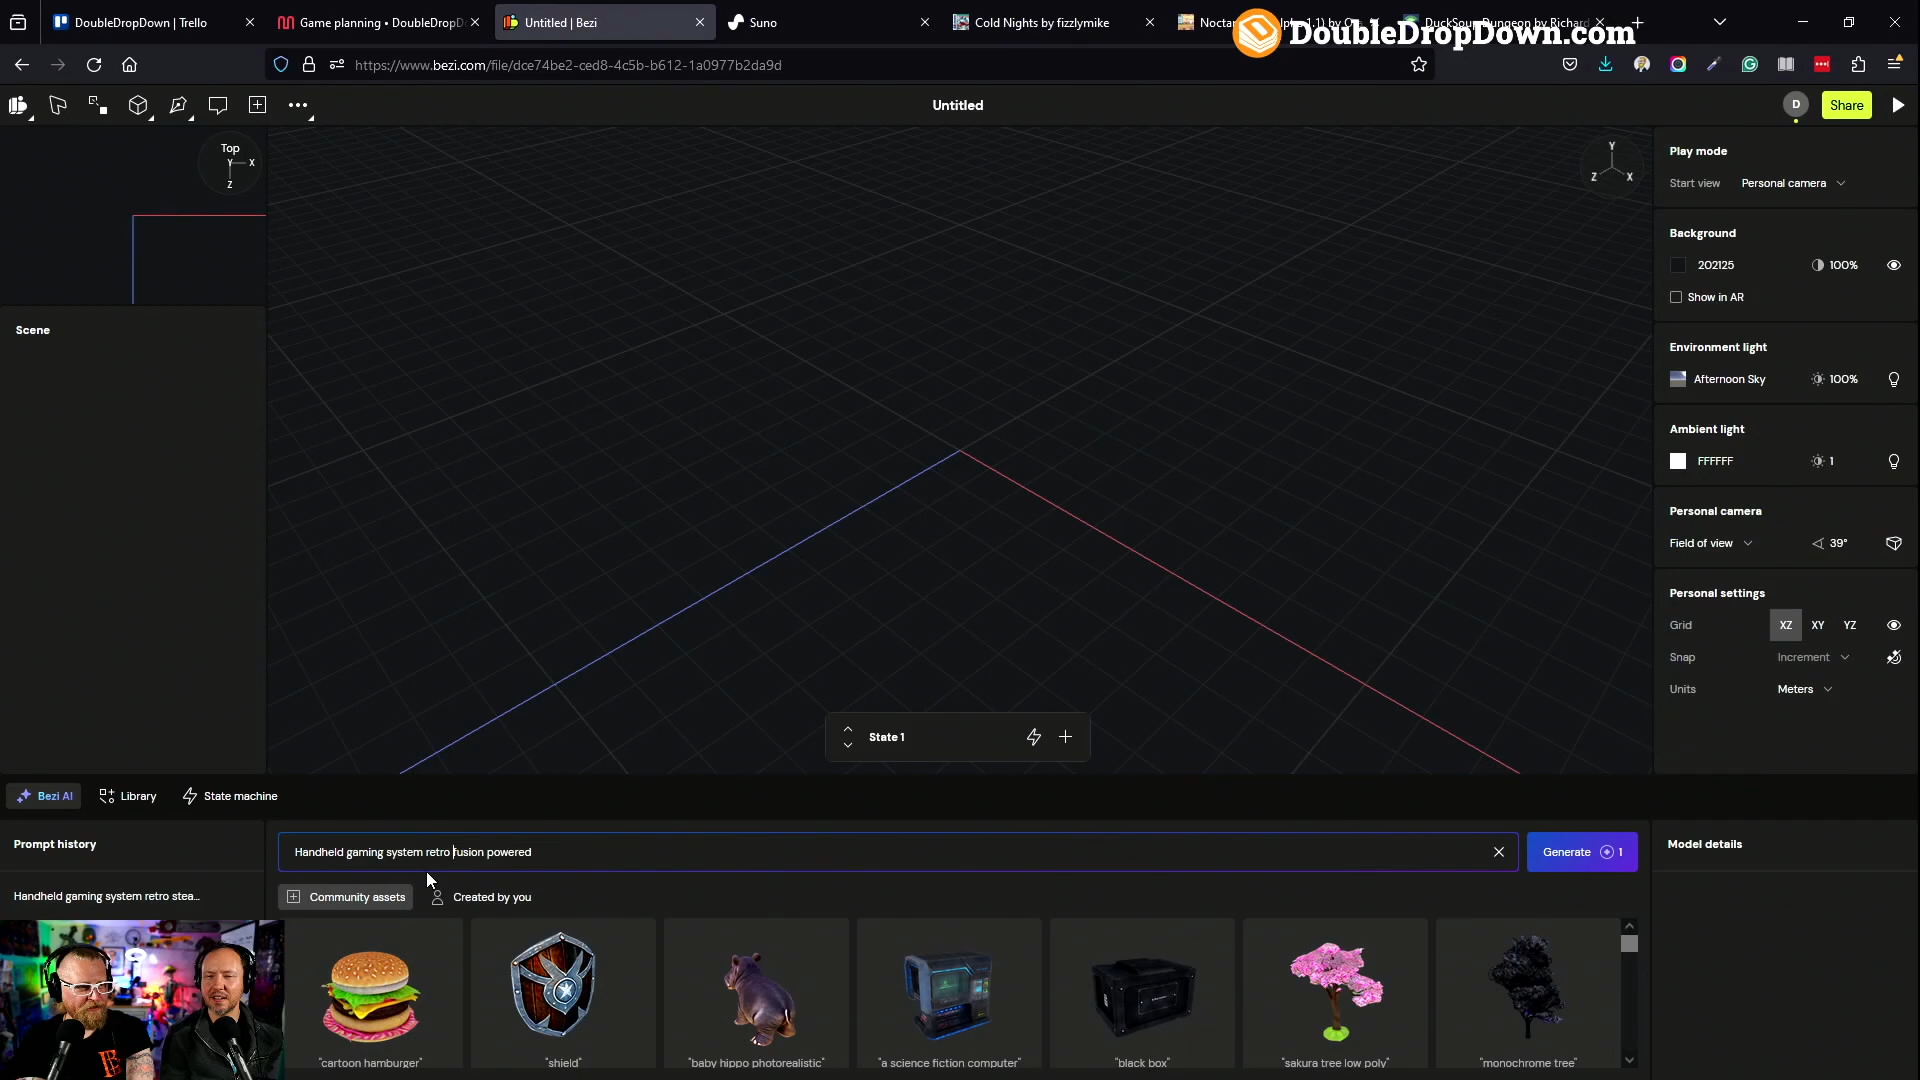 DoubleDropDown | Trello
Game planning • DoubleDropD
Untitled | Bezi
Suno
Cold Nights by fizzlymike
DoubleDropDown.com
https://www.bezi.com/file/dce74be2-ced8-4c5b-b612-1a0977b2da9d
Untitled
D
Share
Top
Y
X
Z
Y
Z
X
Play mode
Start view
Personal camera
Background
202125
100%
Show in AR
Scene
Environment light
Afternoon Sky
100%
Ambient light
FFFFFF
1
Personal camera
Field of view
39°
Personal settings
Grid
XZ
XY
YZ
Snap
Increment
Units
Meters
State 1
Bezi AI
Library
State machine
Prompt history
Handheld gaming system retro fusion powered
Generate
1
Model details
Handheld gaming system retro stea...
Community assets
Created by you
"cartoon hamburger"
"shield"
"baby hippo photorealistic"
"a science fiction computer"
"black box"
"sakura tree low poly"
"monochrome tree"